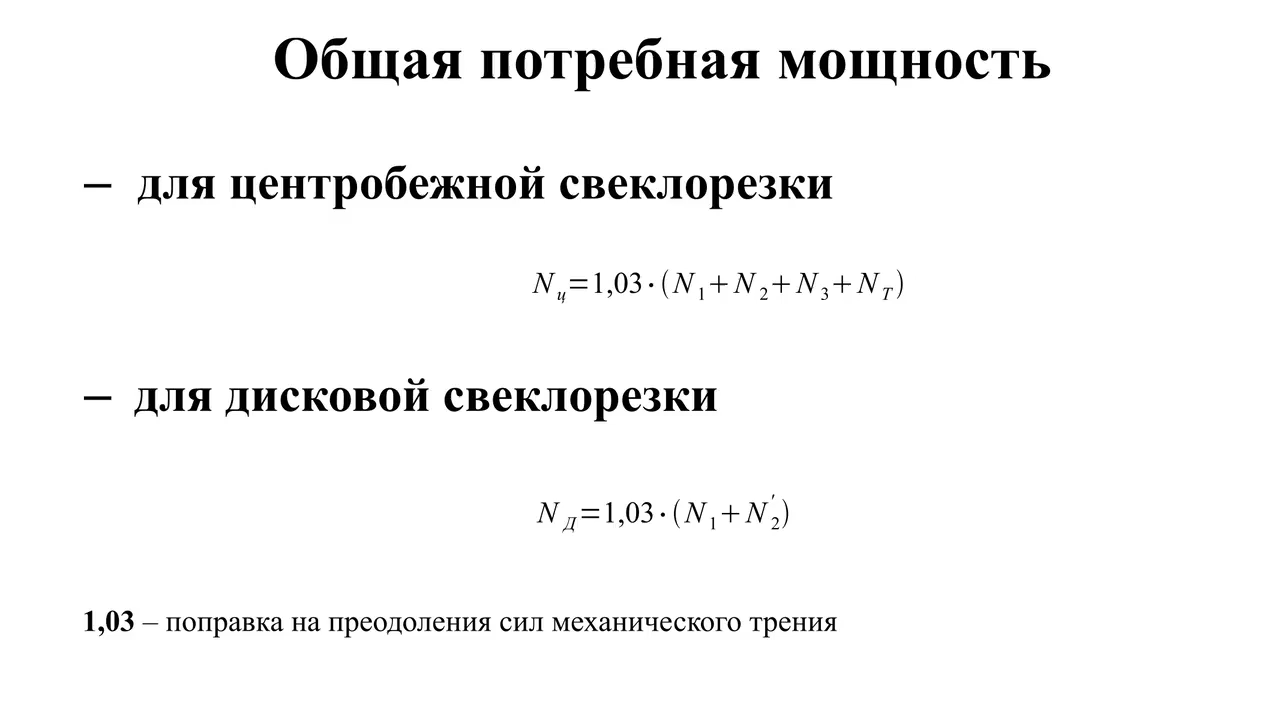 Общая потребная мощность
– для центробежной свеклорезки
N ц=1,03·(N 1+N 2+N 3+N T)
– для дисковой свеклорезки
N Д=1,03·(N 1+N ′2)
1,03 – поправка на преодоления сил механического трения